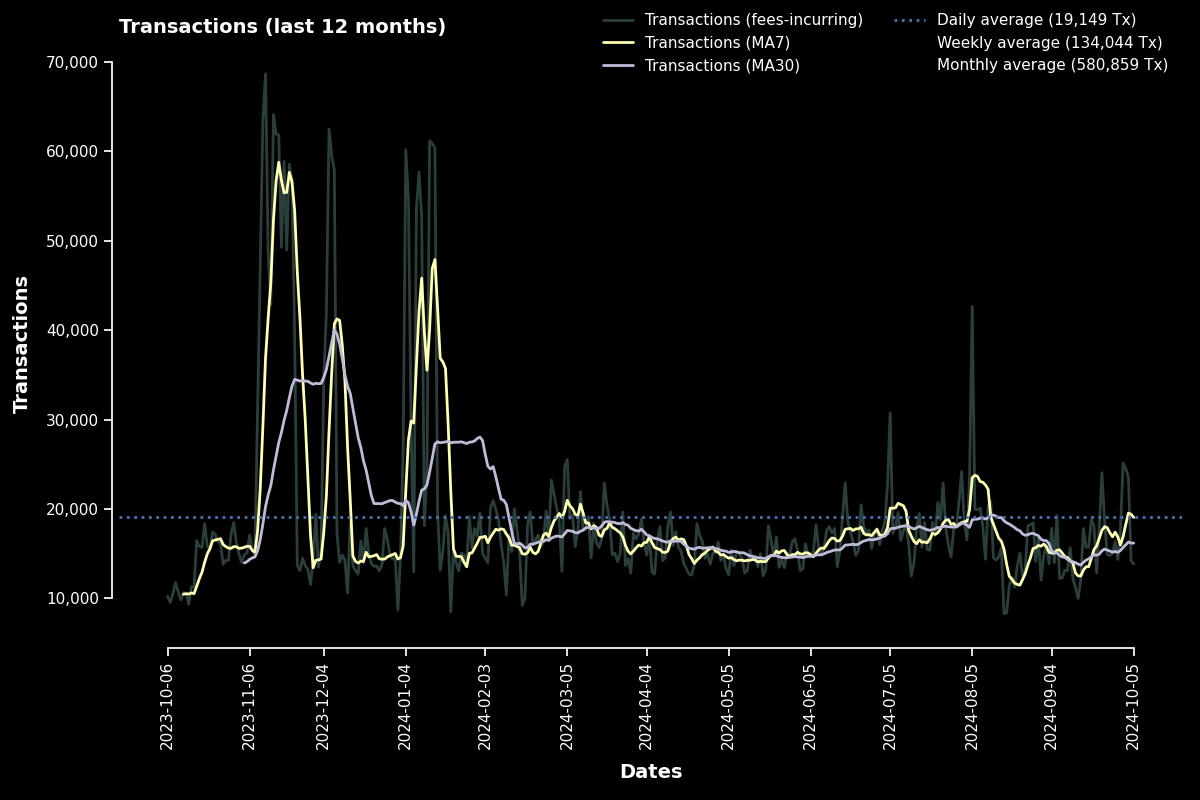 Transactions (last 12 months)
Transactions (fees-incurring)
Transactions (MA7)
Transactions (MA30)
Daily average (19,149 Tx)
Weekly average (134,044 Tx)
Monthly average (580,859 Tx)
Transactions
70,000
60,000
50,000
40,000
30,000
20,000
10,000
2023-10-06
2023-11-06
2023-12-04
2024-01-04
2024-02-03
2024-03-05
2024-04-04
2024-05-05
2024-06-05
2024-07-05
2024-08-05
2024-09-04
2024-10-05
Dates